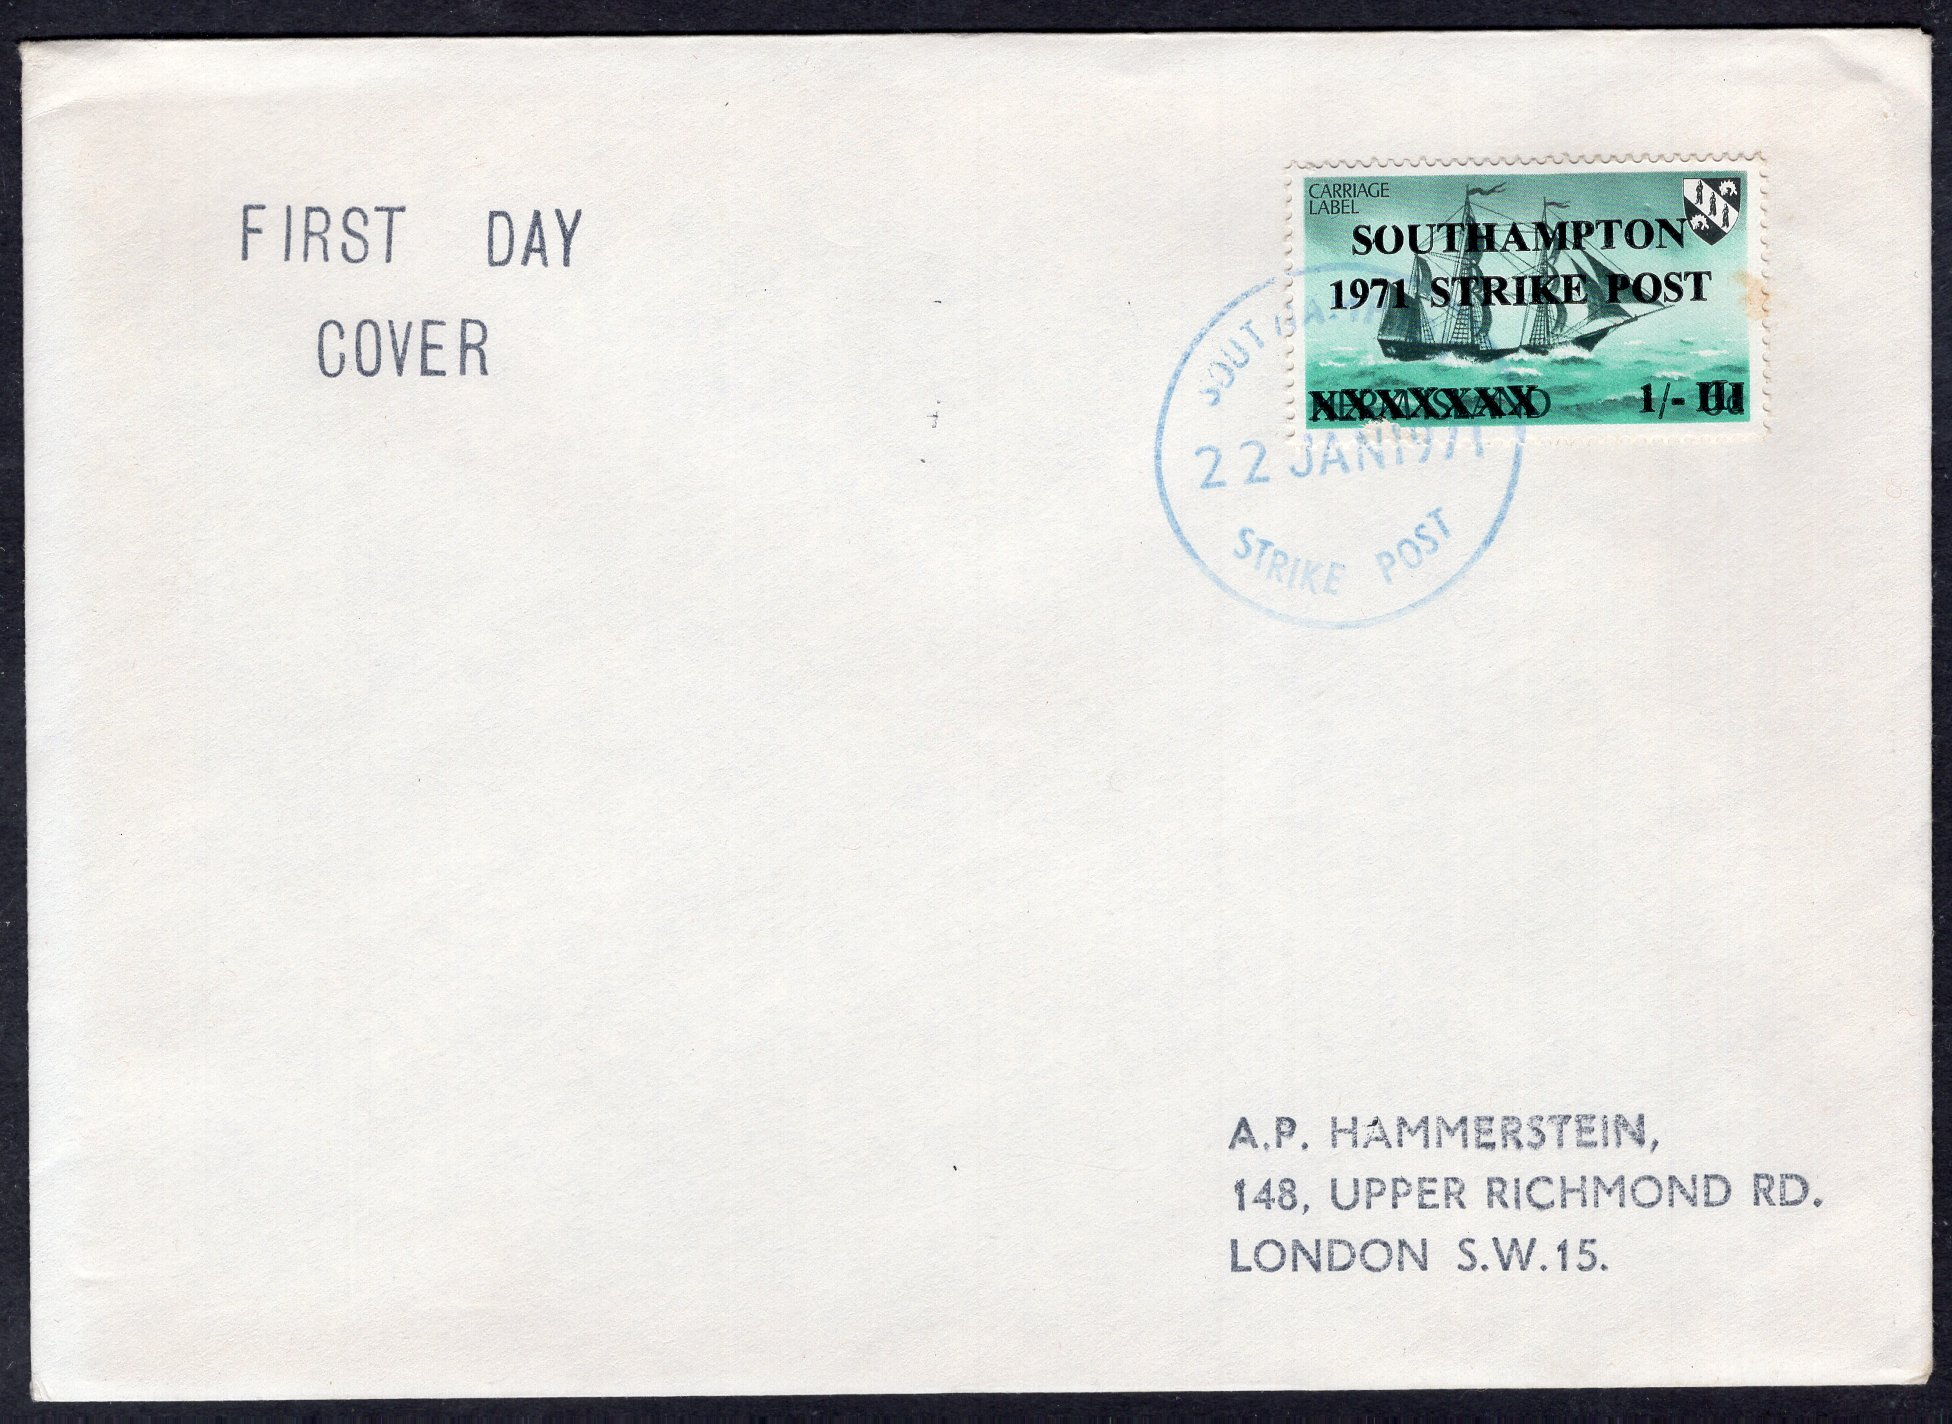 FIRST DAY
COVER
CARRIAGE
LABEL
SOUTHAMPTON
1971 STRIKE POST
1/-
SOUTHAMPTON
22 JAN 1971
STRIKE POST
A.P. HAMMERSTEIN,
148, UPPER RICHMOND RD.
LONDON S.W.15.